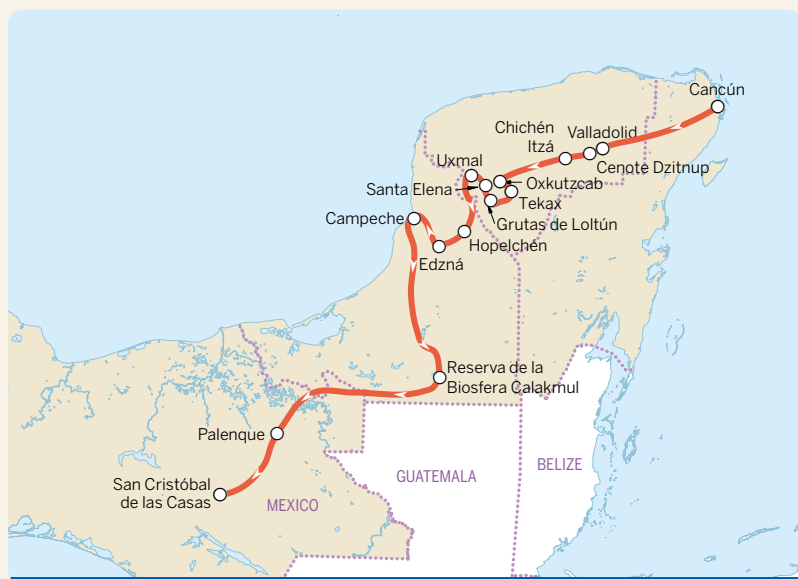 Cancún
Chichén
Itzá
Valladolid
Cenote Dzitnup
Uxmal
Santa Elena
Oxkutzcab
Tekax
Grutas de Loltún
Campeche
Hopelchén
Edzná
Reserva de la
Biosfera Calakmul
Palenque
GUATEMALA
BELIZE
San Cristóbal
de las Casas
MEXICO